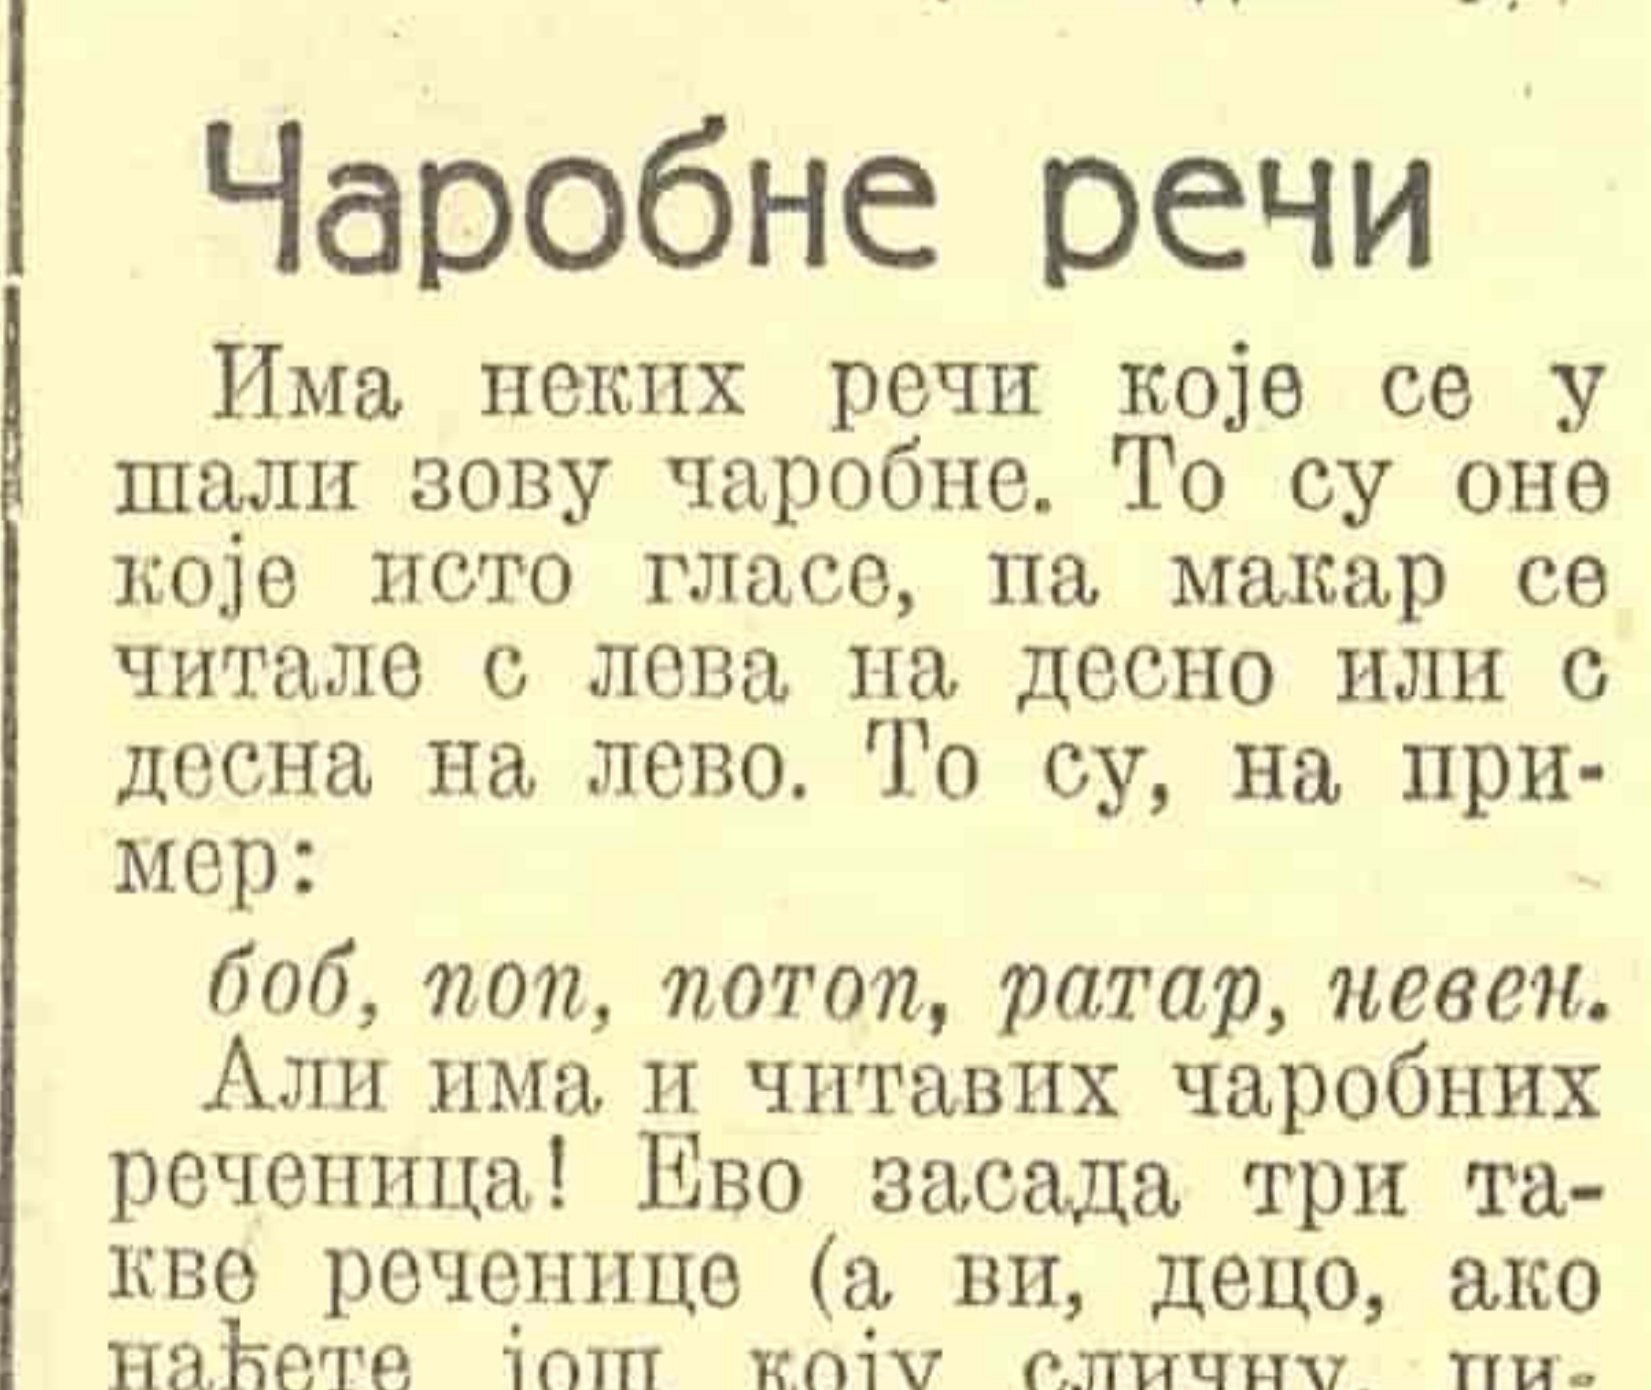 Чаробне речи
Има неких речи које се у
шали зову чаробне. То су оне
које исто гласе, па макар се
читале с лева на десно или с
десна на лево. То су, на при-
мер:
боб, поп, потоп, ратар, невен.
Али има и читавих чаробних
реченица! Ево засада три та-
кве реченице (а ви, децо, ако
нађете још коју сличну, пи-